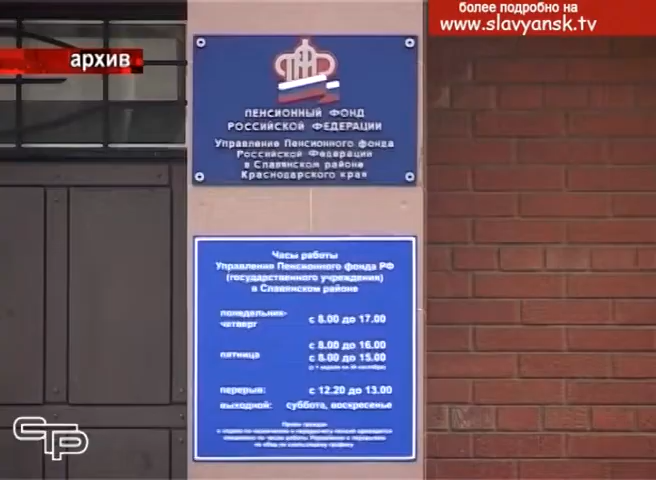 более подробно на
www.slavyansk.tv
архив
ПЕНСИОННЫЙ ФОНД
РОССИЙСКОЙ ФЕДЕРАЦИИ
Управление Пенсионного фонда
Российской Федерации
в Славянском районе
Краснодарского края
Часы работы
Управления Пенсионного фонда РФ
(государственного учреждения)
в Славянском районе
понедельник-
четверг
с 8.00 до 17.00
пятница
с 8.00 до 16.00
с 8.00 до 15.00
перерыв: с 12.20 до 13.00
выходной: суббота, воскресенье
СТР